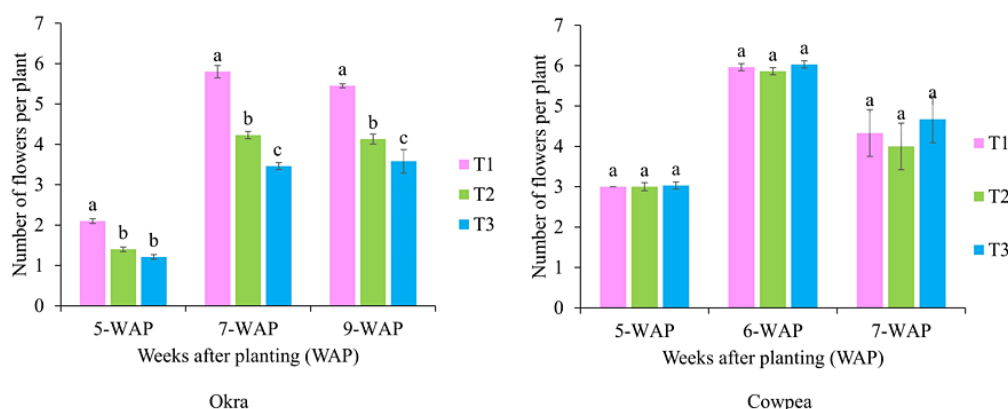 Number of flowers per plant
7
6
5
4
3
2
1
0
a
b
b
a
b
c
a
b
c
5-WAP
7-WAP
9-WAP
Weeks after planting (WAP)
T1
T2
T3
Okra
Number of flowers per plant
7
6
5
4
3
2
1
0
a
a
a
a
a
a
a
a
a
5-WAP
6-WAP
7-WAP
Weeks after planting (WAP)
T1
T2
T3
Cowpea